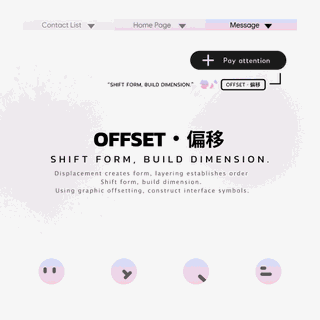 Contact List
Home Page
Message
Pay attention
"SHIFT FORM, BUILD DIMENSION."
OFFSET · 偏移
OFFSET · 偏移
SHIFT FORM, BUILD DIMENSION.
Displacement creates form, layering establishes order
Shift form, build dimension.
Using graphic offsetting, construct interface symbols.